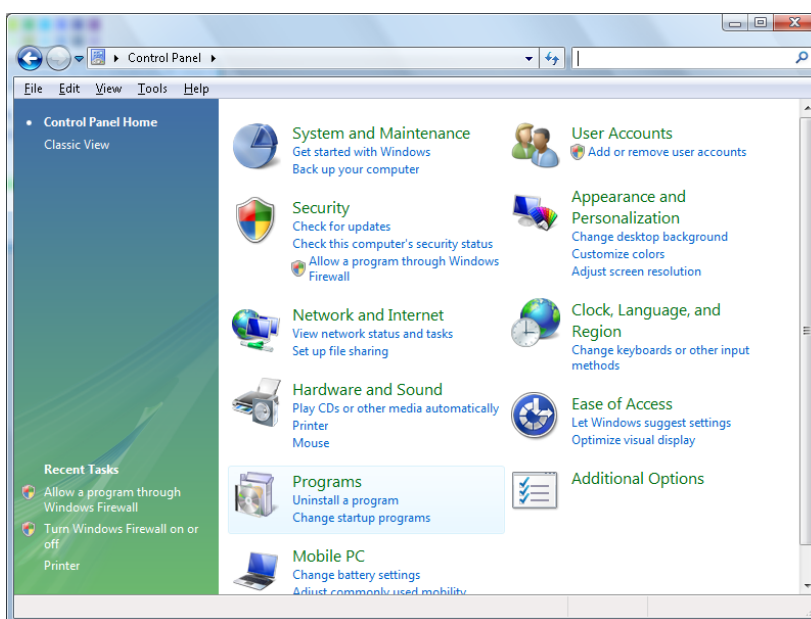 Control Panel
File Edit View Tools Help
Control Panel Home
Classic View
System and Maintenance
Get started with Windows
Back up your computer
Security
Check for updates
Check this computer's security status
Allow a program through Windows
Firewall
Network and Internet
View network status and tasks
Set up file sharing
Hardware and Sound
Play CDs or other media automatically
Printer
Mouse
Programs
Uninstall a program
Change startup programs
Mobile PC
Change battery settings
Adjust commonly used mobility
User Accounts
Add or remove user accounts
Appearance and
Personalization
Change desktop background
Customize colors
Adjust screen resolution
Clock, Language, and
Region
Change keyboards or other input
methods
Ease of Access
Let Windows suggest settings
Optimize visual display
Additional Options
Recent Tasks
Allow a program through
Windows Firewall
Turn Windows Firewall on or
off
Printer